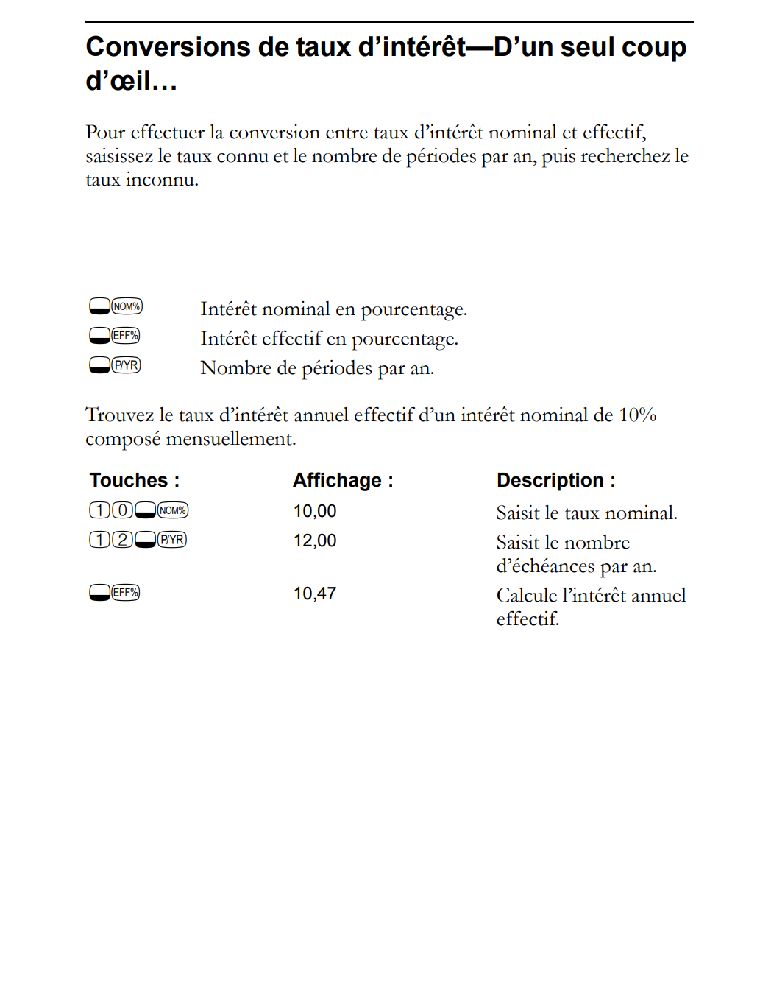 Conversions de taux d’intérêt—D’un seul coup
d’œil…
Pour effectuer la conversion entre taux d’intérêt nominal et effectif,
saisissez le taux connu et le nombre de périodes par an, puis recherchez le
taux inconnu.
NOM% Intérêt nominal en pourcentage.
EFF% Intérêt effectif en pourcentage.
P/YR Nombre de périodes par an.
Trouvez le taux d’intérêt annuel effectif d’un intérêt nominal de 10%
composé mensuellement.
Touches : Affichage : Description :
1 0 NOM% 10,00 Saisit le taux nominal.
1 2 P/YR 12,00 Saisit le nombre
d’échéances par an.
EFF% 10,47 Calcule l’intérêt annuel
effectif.